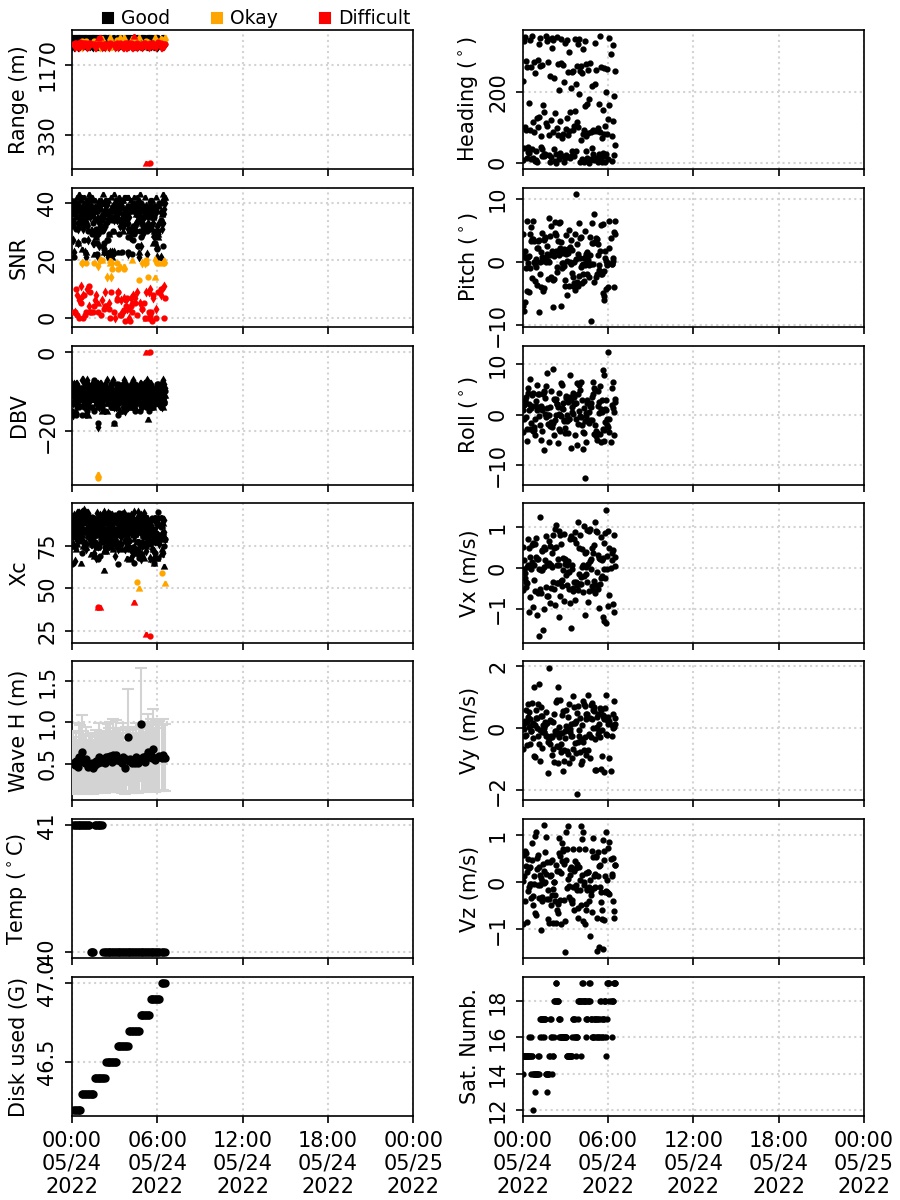 Good Okay Difficult
Range (m)
1170
330
Heading (°)
200
0
SNR
40
20
0
Pitch (°)
10
0
−10
DBV
0
−20
Roll (°)
10
0
−10
Xc
75
50
25
Vx (m/s)
1
0
−1
Wave H (m)
1.5
1.0
0.5
Vy (m/s)
2
0
−2
Temp (°C)
41
40
Vz (m/s)
1
0
−1
Disk used (G)
47.0
46.5
Sat. Numb.
18
16
14
12
00:00 06:00 12:00 18:00 00:00
05/24 05/24 05/24 05/24 05/25
2022 2022 2022 2022 2022
00:00 06:00 12:00 18:00 00:00
05/24 05/24 05/24 05/24 05/25
2022 2022 2022 2022 2022